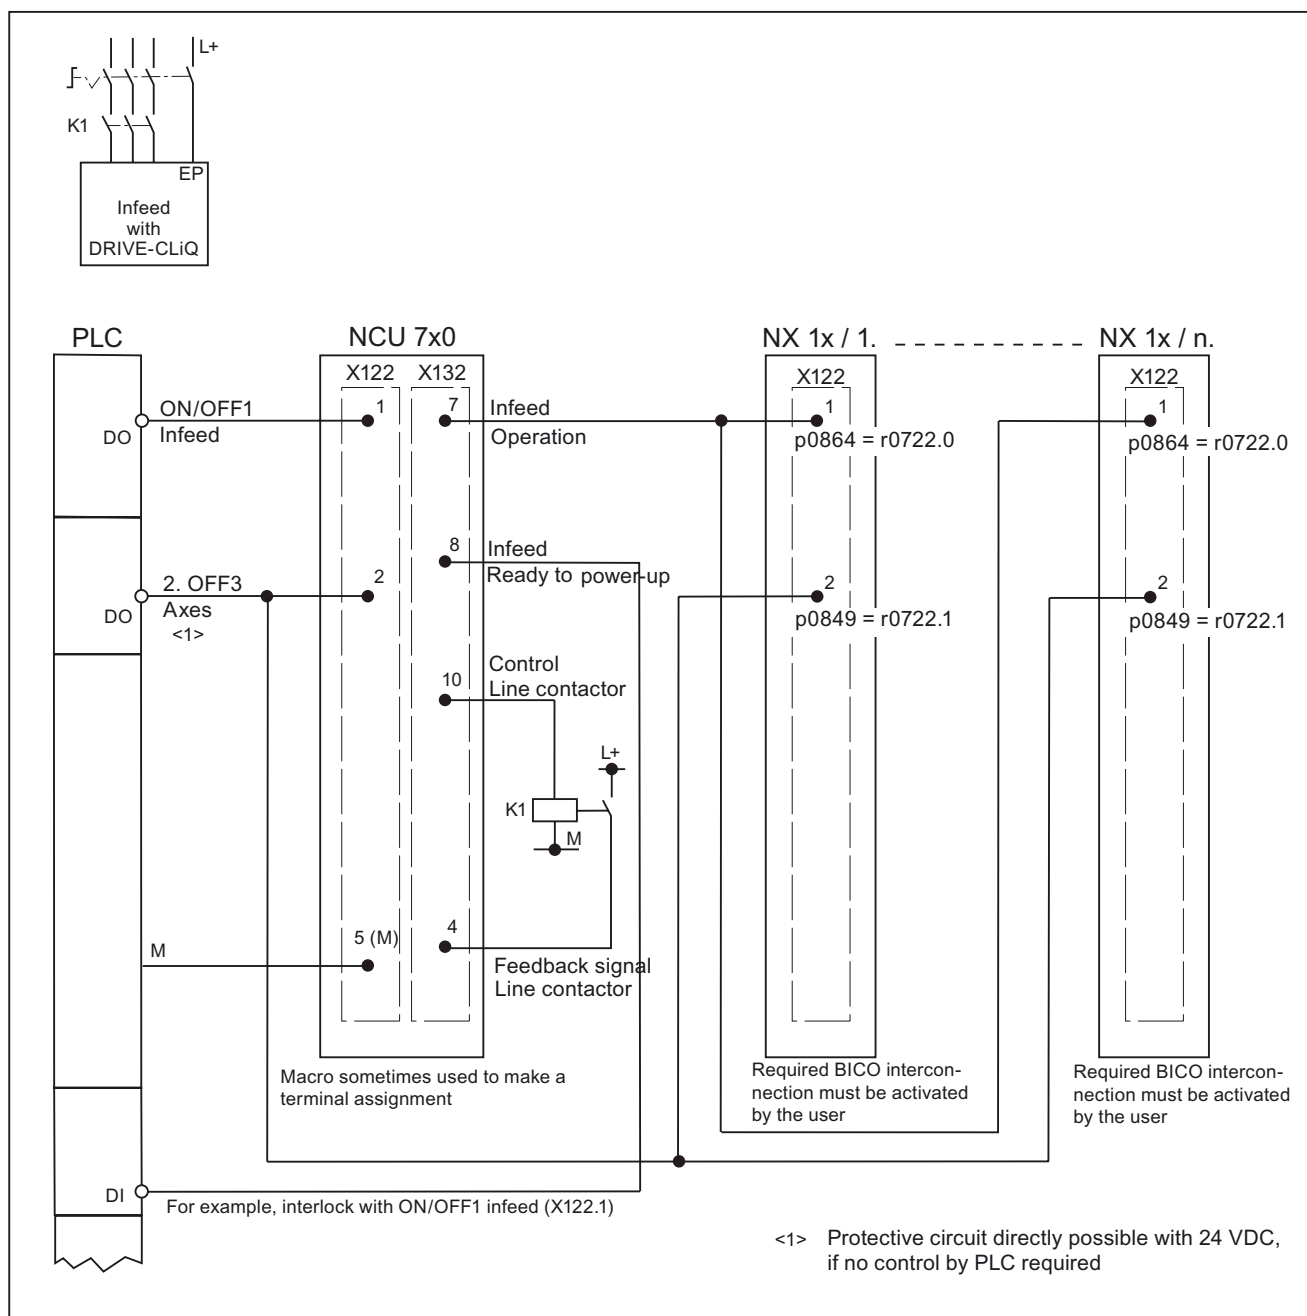 L+
K1
EP
Infeed
with
DRIVE-CLiQ
PLC
NCU 7x0
NX 1x / 1.
NX 1x / n.
X122
X132
X122
X122
ON/OFF1
Infeed
DO
1
7
Infeed
Operation
1
p0864 = r0722.0
1
p0864 = r0722.0
8
Infeed
Ready to power-up
2. OFF3
Axes
<1>
DO
2
2
p0849 = r0722.1
2
p0849 = r0722.1
10
Control
Line contactor
L+
K1
M
M
5 (M)
4
Feedback signal
Line contactor
Macro sometimes used to make a
terminal assignment
Required BICO intercon-
nection must be activated
by the user
Required BICO intercon-
nection must be activated
by the user
DI
For example, interlock with ON/OFF1 infeed (X122.1)
<1> Protective circuit directly possible with 24 VDC,
if no control by PLC required